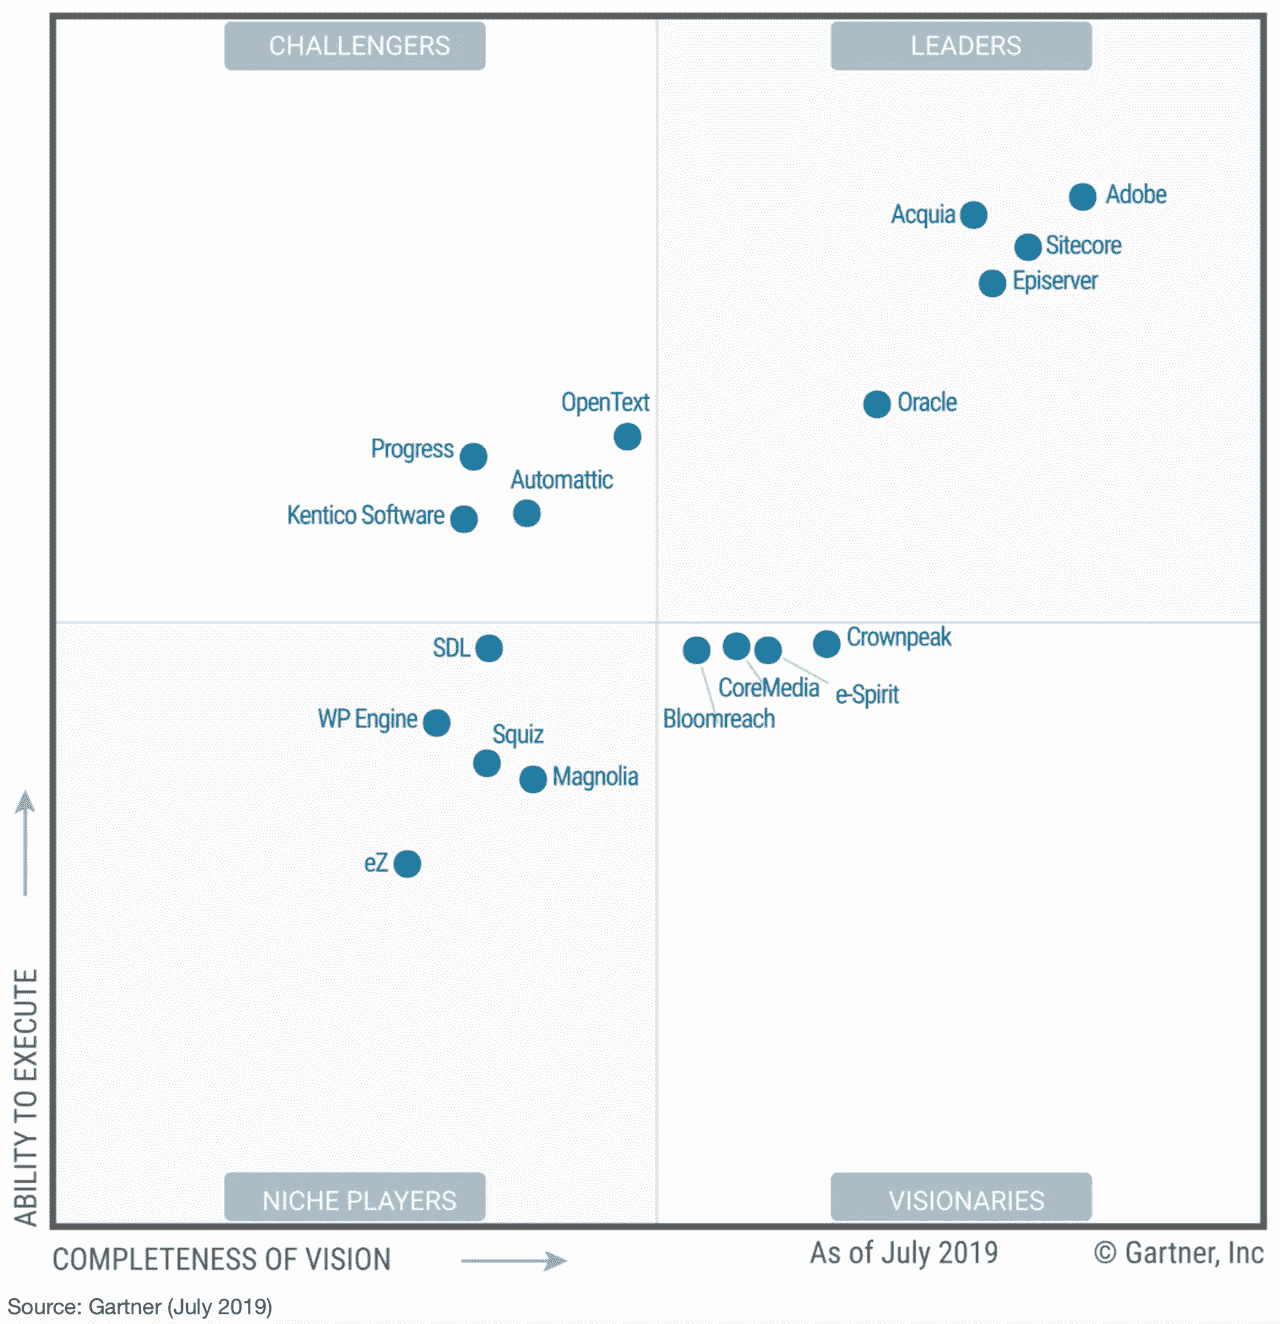 CHALLENGERS
LEADERS
Adobe
Acquia
Sitecore
Episerver
OpenText
Oracle
Progress
Automattic
Kentico Software
SDL
Crownpeak
CoreMedia
e-Spirit
WP Engine
Bloomreach
Squiz
Magnolia
eZ
ABILITY TO EXECUTE
NICHE PLAYERS
VISIONARIES
COMPLETENESS OF VISION
As of July 2019
© Gartner, Inc
Source: Gartner (July 2019)